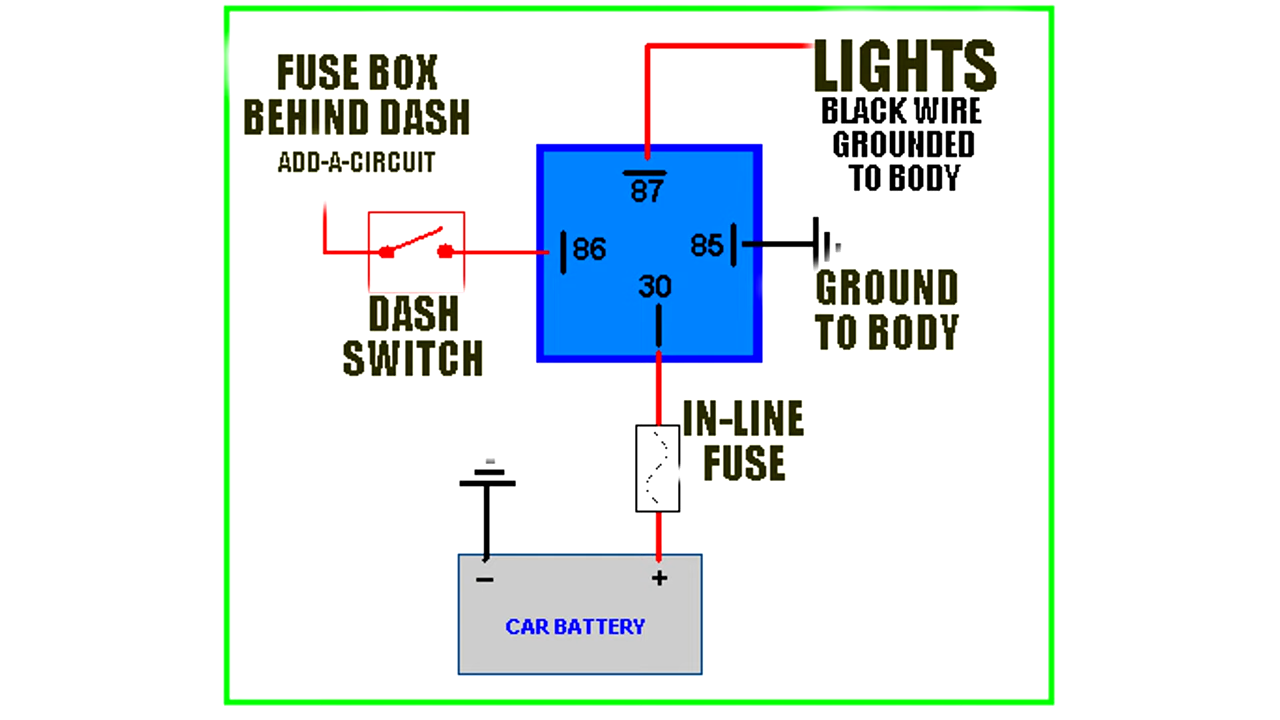 FUSE BOX
BEHIND DASH
ADD-A-CIRCUIT
LIGHTS
BLACK WIRE
GROUNDED
TO BODY
87
86
85
30
DASH
SWITCH
GROUND
TO BODY
IN-LINE
FUSE
– +
CAR BATTERY